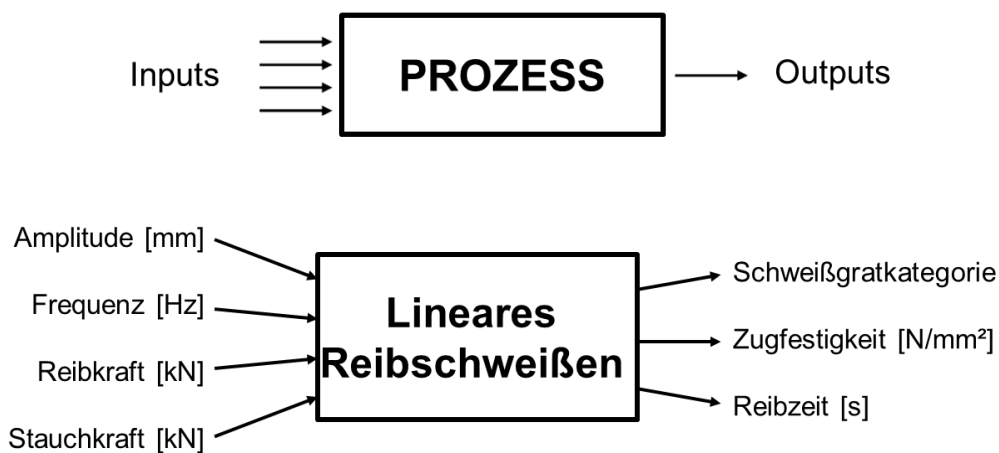 Inputs
PROZESS
Outputs
Amplitude [mm]
Frequenz [Hz]
Reibkraft [kN]
Stauchkraft [kN]
Lineares
Reibschweißen
Schweißgratkategorie
Zugfestigkeit [N/mm²]
Reibzeit [s]